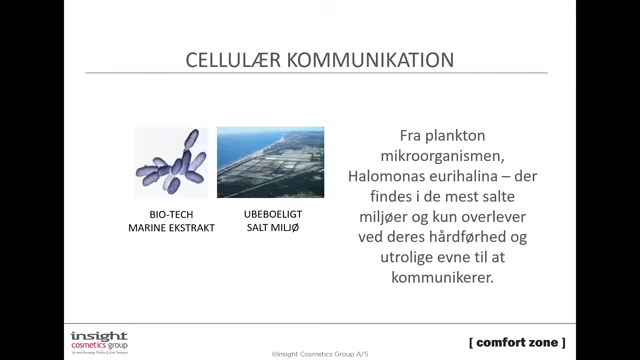 CELLULÆR KOMMUNIKATION
BIO-TECH
MARINE EKSTRAKT
UBEBOELIGT
SALT MILJØ
Fra plankton
mikroorganismen,
Halomonas eurihalina – der
findes i de mest salte
miljøer og kun overlever
ved deres hårdførhed og
utrolige evne til at
kommunikerer.
insight
cosmetics group
©Insight Cosmetics Group A/S
[ comfort zone ]